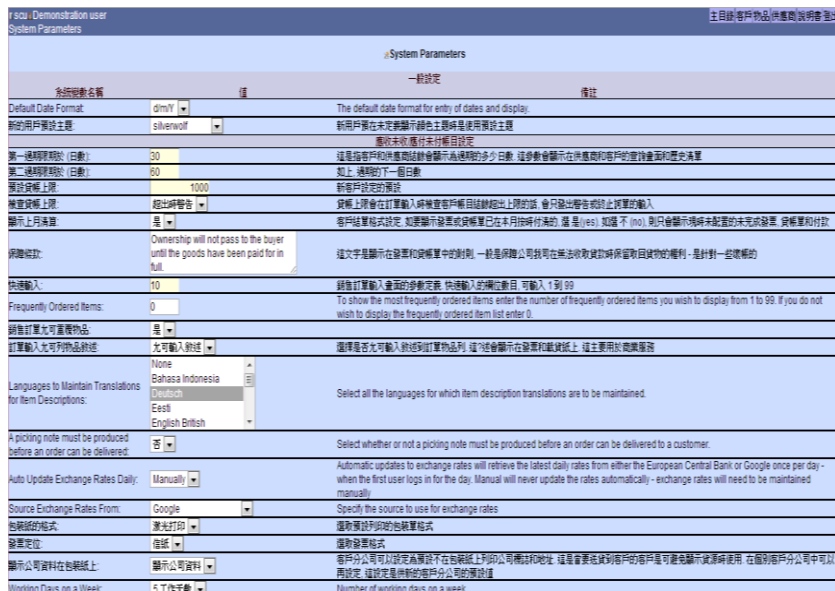 Demonstration user
主目錄 客戶 物品 供應商 說明書 登出
System Parameters
System Parameters
一般設定
系統變數名稱 值 備註
Default Date Format: d/m/Y The default date format for entry of dates and display.
新的用戶預設主題: silverwolf 新用戶預在未定義顯示顏色主題時是使用預設主題
應收未收/應付未付帳目設定
第一過期限期於 (日數): 30 這是指客戶和供應商結餘會顯示為過期的多少日數. 這參數會顯示在供應商和客戶的查詢畫面和歷史清單
第二過期限期於 (日數): 60 如上, 過期的下一個日數
預設貸帳上限: 1000 新客戶設定的預設
檢查貸帳上限: 超出時警告 貸帳上限會在訂單輸入時檢查客戶帳目結餘超出上限的話, 會只發出警告或終止該單的輸入
顯示上月清算: 是 客戶結單格式設定, 如要顯示發票或貸帳單已在本月按時付清的, 選 是(yes). 如選 不 (no), 則只會顯示現時未配置的未完成發票, 貸帳單和付款
保障條款:
Ownership will not pass to the buyer
until the goods have been paid for in
full.
這文字是顯示在發票和貸帳單中的附則, 一般是保障公司我司在無法收取貨款時保留取回貨物的權利 - 是針對一些壞帳的
快速輸入: 10 銷售訂單輸入畫面的參數定義, 快速輸入的欄位數目, 可輸入 1 到 99
Frequently Ordered Items: 0
To show the most frequently ordered items enter the number of frequently ordered items you wish to display from 1 to 99. If you do not
wish to display the frequently ordered item list enter 0.
銷售訂單允可重覆物品: 是
訂單輸入允可列物品敘述: 允可輸入敘述 選擇是否允可輸入敘述到訂單物品列. 這?述會顯示在發票和載貨紙上. 這主要用於商業服務
Languages to Maintain Translations
for Item Descriptions:
None
Bahasa Indonesia
Deutsch
Eesti
English British
Select all the languages for which item description translations are to be maintained.
A picking note must be produced
before an order can be delivered:
否
Select whether or not a picking note must be produced before an order can be delivered to a customer.
Auto Update Exchange Rates Daily: Manually
Automatic updates to exchange rates will retrieve the latest daily rates from either the European Central Bank or Google once per day -
when the first user logs in for the day. Manual will never update the rates automatically - exchange rates will need to be maintained
manually
Source Exchange Rates From: Google Specify the source to use for exchange rates
包裝紙的格式: 激光打印 選取預設列印的包裝單格式
發票定位: 信紙 選取發票格式
顯示公司資料在包裝紙上: 顯示公司資料
客戶分公司可以設定為預設不在包裝紙上列印公司標誌和地址. 這是當要送貨到客戶的客戶是可避免顯示貨源時使用. 在個別客戶分公司中可以
再設定, 這設定是供新的客戶分公司的預設值
Working Days on a Week: 5 工作天數 Number of working days on a week